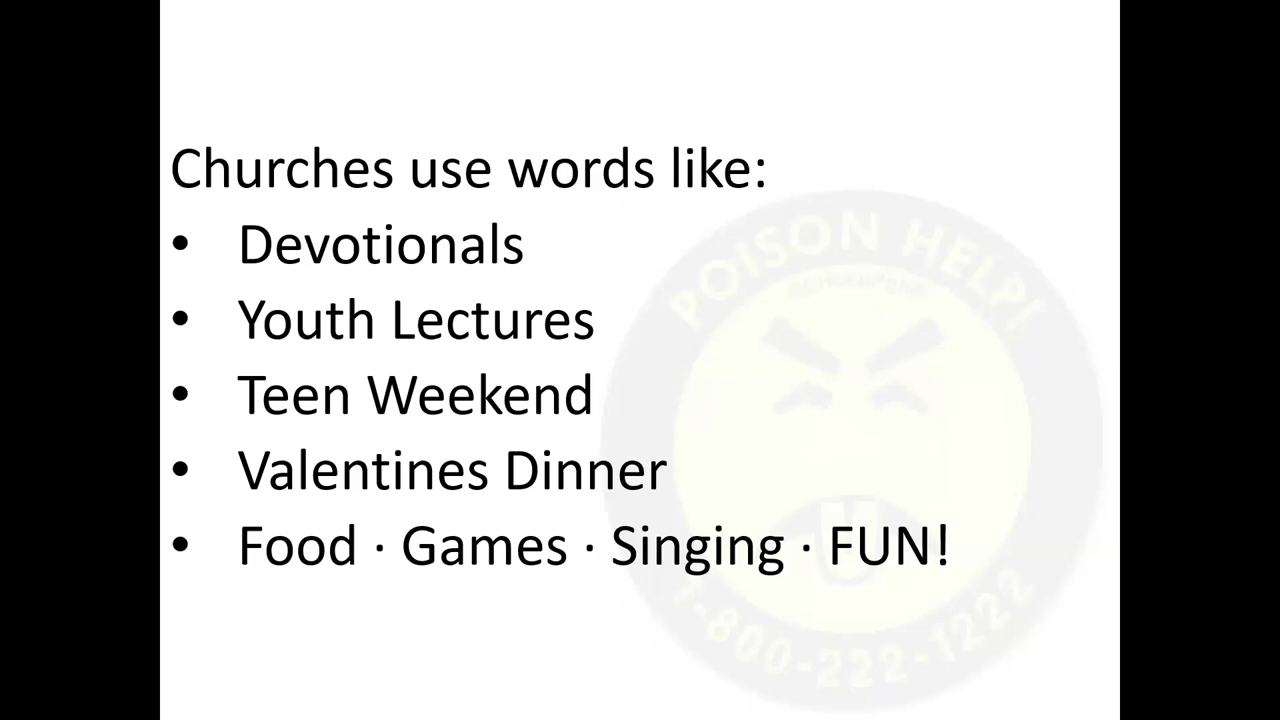 Churches use words like:
• Devotionals
• Youth Lectures
• Teen Weekend
• Valentines Dinner
• Food · Games · Singing · FUN!
POISON HELP!
1-800-222-1222